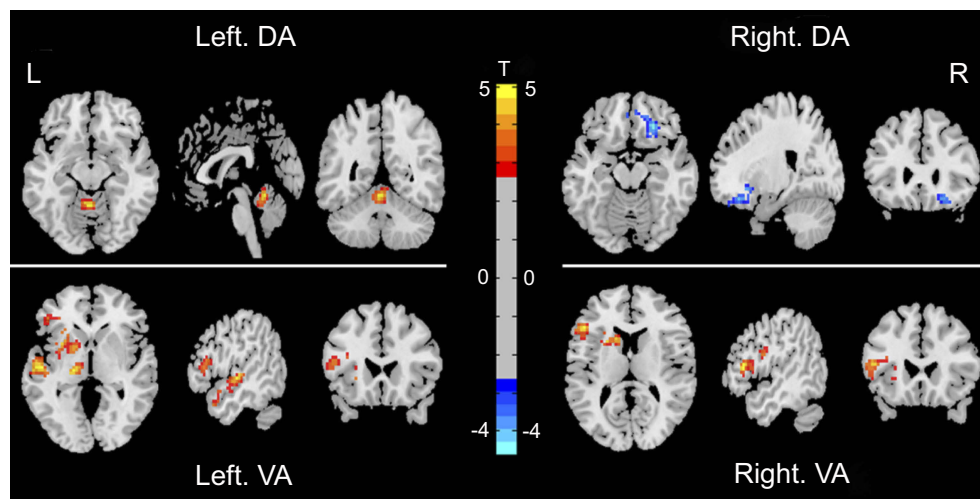 Left. DA
Right. DA
L
T
R
5 5
0 0
-4 -4
Left. VA
Right. VA